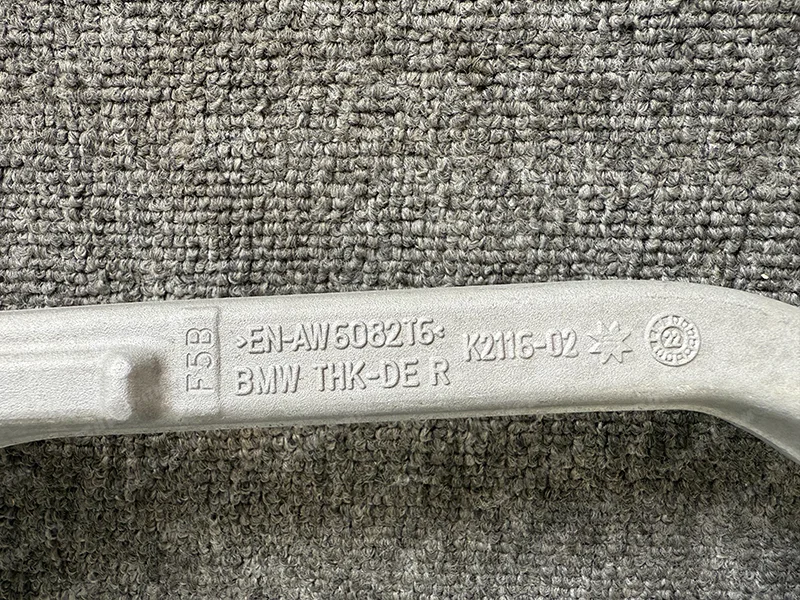 F5B
>EN-AW6082T6<
BMW THK-DE R
K2116-02
22